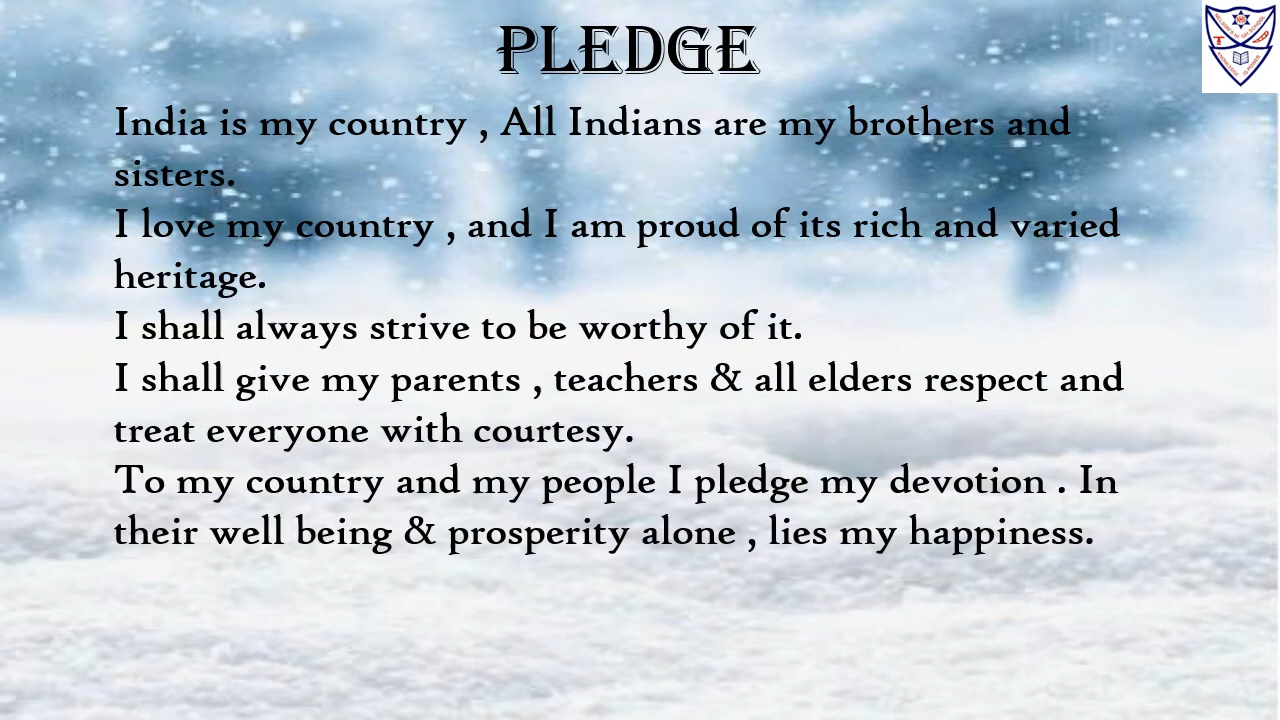 PLEDGE
India is my country , All Indians are my brothers and
sisters.
I love my country , and I am proud of its rich and varied
heritage.
I shall always strive to be worthy of it.
I shall give my parents , teachers & all elders respect and
treat everyone with courtesy.
To my country and my people I pledge my devotion . In
their well being & prosperity alone , lies my happiness.